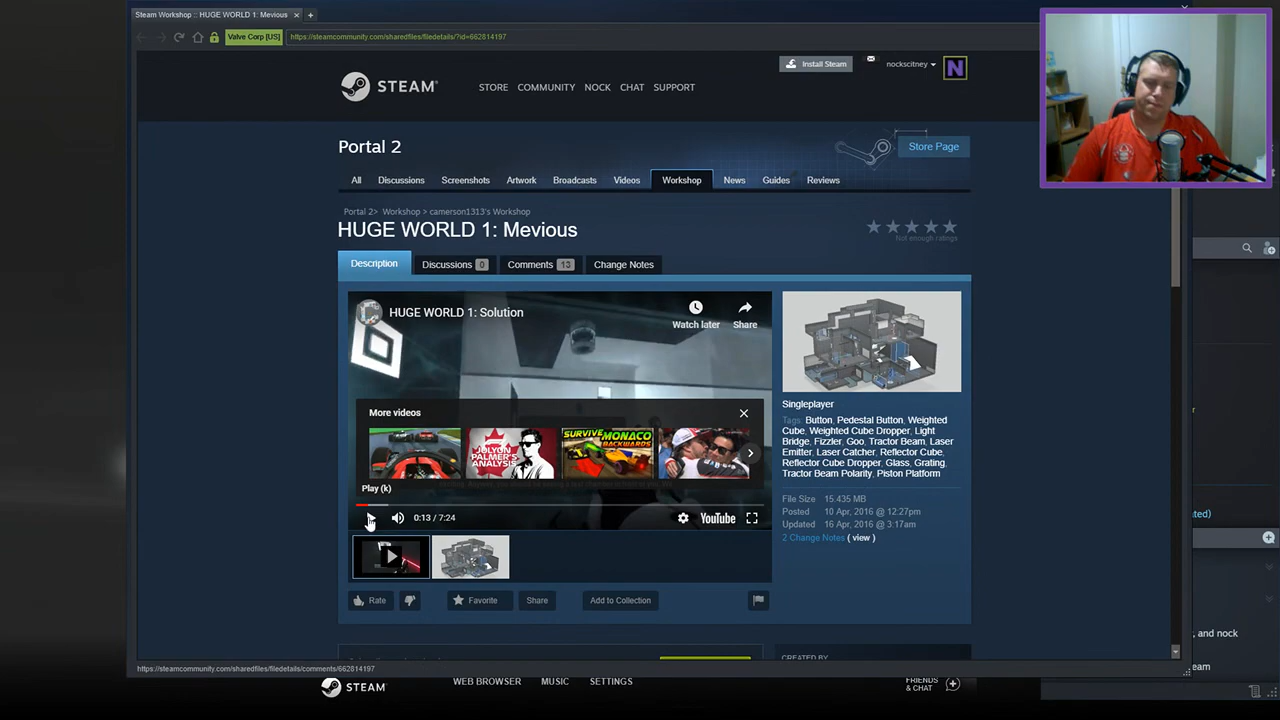 Steam Workshop :: HUGE WORLD 1: Mevious
Valve Corp [US]
https://steamcommunity.com/sharedfiles/filedetails/?id=662814197
STEAM
STORE COMMUNITY NOCK CHAT SUPPORT
Install Steam
nockscitney
N
Portal 2
Store Page
All Discussions Screenshots Artwork Broadcasts Videos Workshop News Guides Reviews
Portal 2> Workshop > camerson1313's Workshop
HUGE WORLD 1: Mevious
Not enough ratings
Description Discussions 0 Comments 13 Change Notes
HUGE WORLD 1: Solution
Watch later Share
More videos
JOLYON PALMER'S ANALYSIS
SURVIVE MONACO BACKWARDS
Play (k)
0:13 / 7:24
YouTube
Singleplayer
Tags: Button, Pedestal Button, Weighted
Cube, Weighted Cube Dropper, Light
Bridge, Fizzler, Goo, Tractor Beam, Laser
Emitter, Laser Catcher, Reflector Cube,
Reflector Cube Dropper, Glass, Grating,
Tractor Beam Polarity, Piston Platform
File Size 15.435 MB
Posted 10 Apr, 2016 @ 12:27pm
Updated 16 Apr, 2016 @ 3:17am
2 Change Notes ( view )
Rate Favorite Share Add to Collection
CREATED BY
https://steamcommunity.com/sharedfiles/comments/662814197
STEAM
WEB BROWSER MUSIC SETTINGS
FRIENDS
& CHAT
, and nock